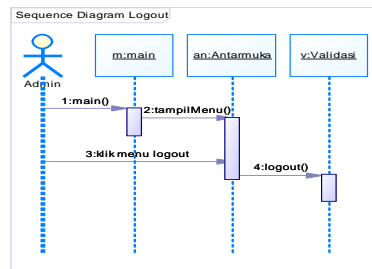 Sequence Diagram Logout
m:main
an:Antarmuka
v:Validasi
Admin
1:main()
2:tampilMenu()
3:klik menu logout
4:logout()